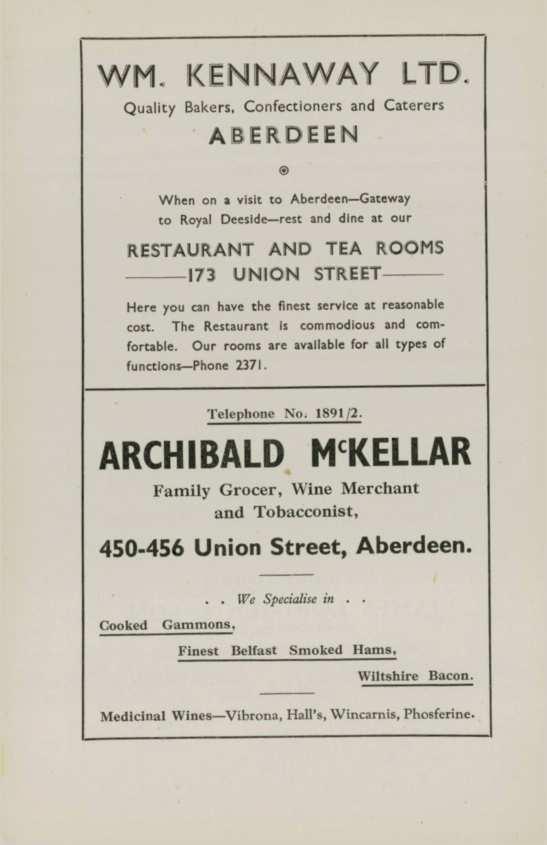 WM. KENNAWAY LTD.
Quality Bakers, Confectioners and Caterers
ABERDEEN
When on a visit to Aberdeen—Gateway
to Royal Deeside—rest and dine at our
RESTAURANT AND TEA ROOMS
173 UNION STREET
Here you can have the finest service at reasonable
cost. The Restaurant is commodious and com-
fortable. Our rooms are available for all types of
functions—Phone 2371.
Telephone No. 1891/2.
ARCHIBALD McKELLAR
Family Grocer, Wine Merchant
and Tobacconist,
450-456 Union Street, Aberdeen.
. . We Specialise in . .
Cooked Gammons,
Finest Belfast Smoked Hams,
Wiltshire Bacon.
Medicinal Wines—Vibrona, Hall's, Wincarnis, Phosferine.